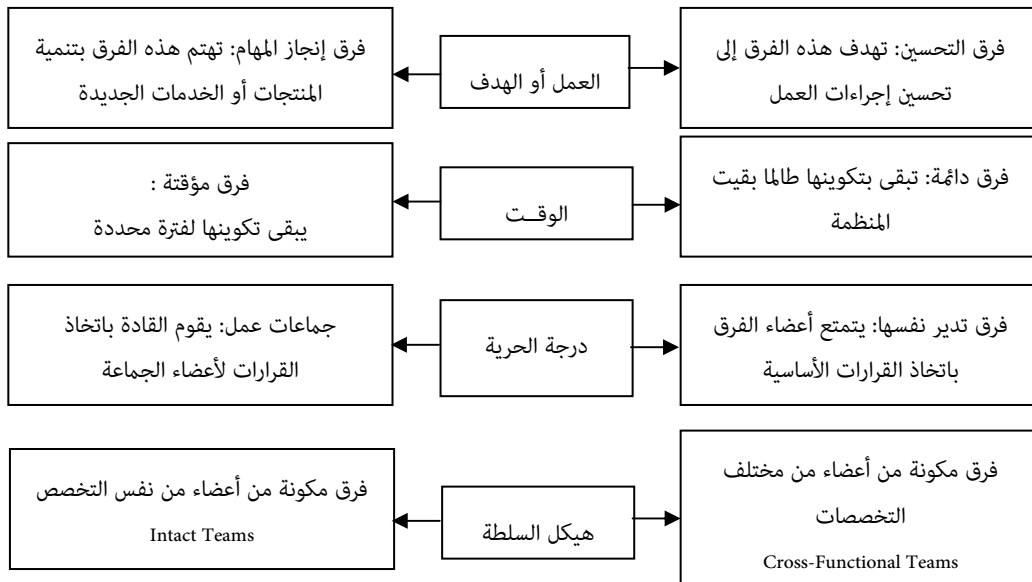 فرق التحسين: تهدف هذه الفرق إلى
تحسين إجراءات العمل
العمل أو الهدف
فرق إنجاز المهام: تهتم هذه الفرق بتنمية
المنتجات أو الخدمات الجديدة
فرق دائمة: تبقى بتكوينها طالما بقيت
المنظمة
الوقــت
فرق مؤقتة :
يبقى تكوينها لفترة محددة
فرق تدير نفسها: يتمتع أعضاء الفرق
باتخاذ القرارات الأساسية
درجة الحرية
جماعات عمل: يقوم القادة باتخاذ
القرارات لأعضاء الجماعة
فرق مكونة من أعضاء من مختلف
التخصصات
Cross-Functional Teams
هيكل السلطة
فرق مكونة من أعضاء من نفس التخصص
Intact Teams